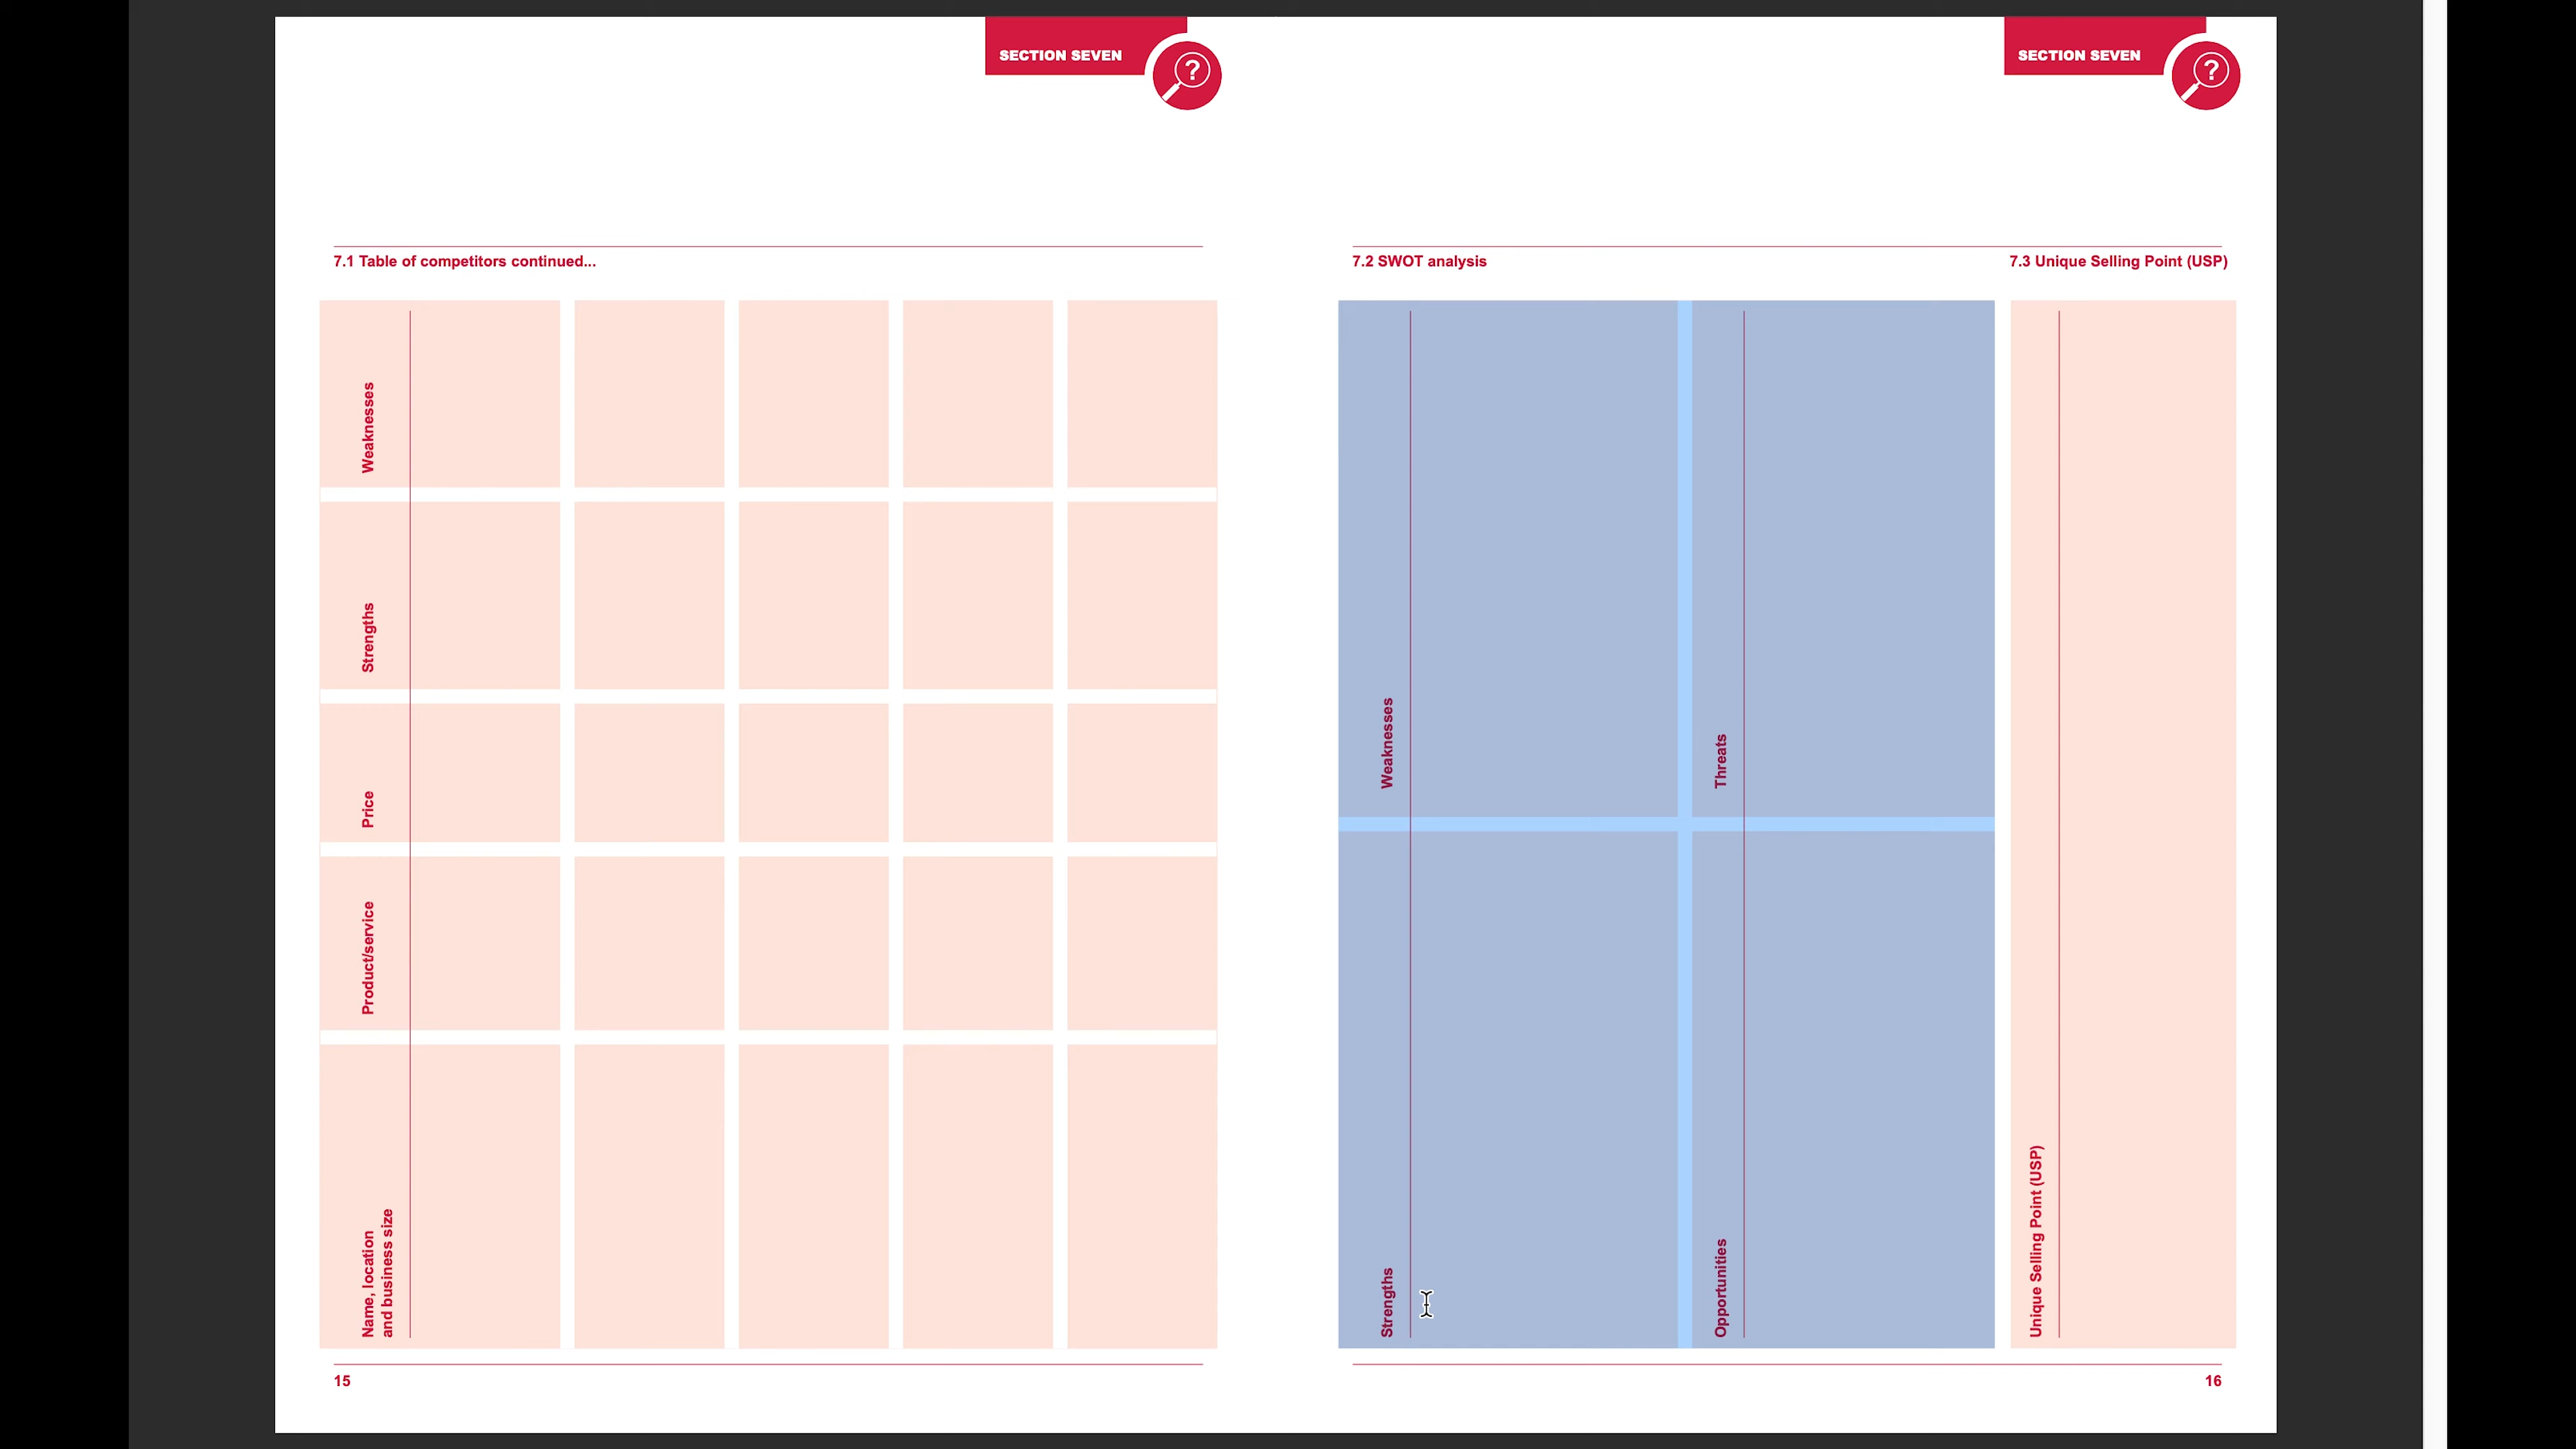 SECTION SEVEN
?
7.1 Table of competitors continued...
Weaknesses
Strengths
Price
Product/service
Name, location
and business size
15
SECTION SEVEN
?
7.2 SWOT analysis
7.3 Unique Selling Point (USP)
Weaknesses
Threats
Strengths
Opportunities
Unique Selling Point (USP)
16